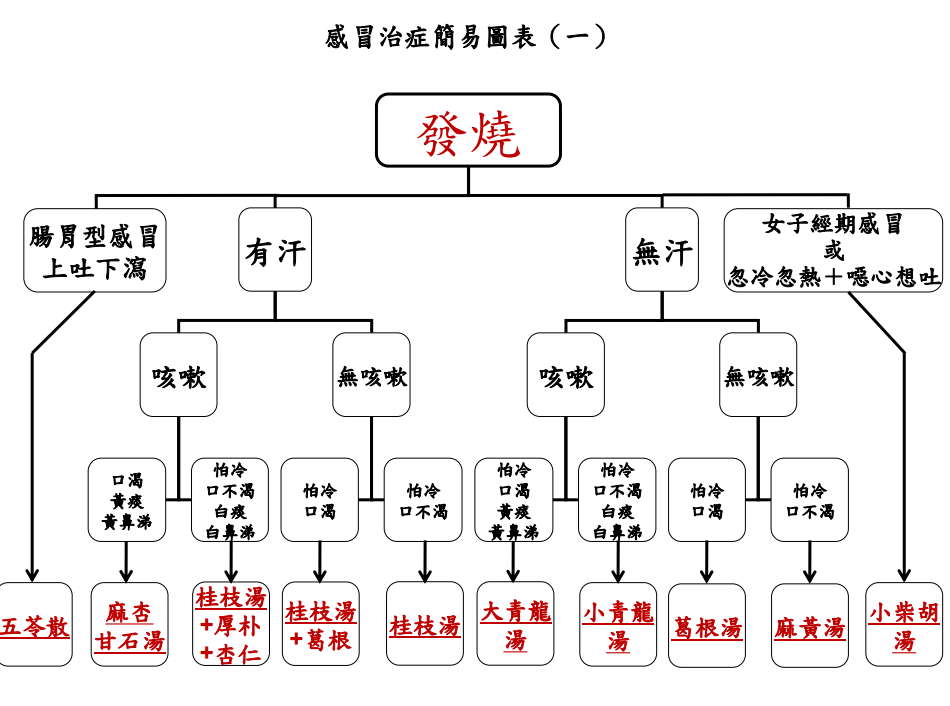 感冒治症簡易圖表（一）
發燒
腸胃型感冒
上吐下瀉
有汗
無汗
女子經期感冒
或
忽冷忽熱＋噁心想吐
咳嗽
無咳嗽
咳嗽
無咳嗽
口渴
黃痰
黃鼻涕
怕冷
口不渴
白痰
白鼻涕
怕冷
口渴
怕冷
口不渴
怕冷
口渴
黃痰
黃鼻涕
怕冷
口不渴
白痰
白鼻涕
怕冷
口渴
怕冷
口不渴
五苓散
麻杏
甘石湯
桂枝湯
+厚朴
+杏仁
桂枝湯
+葛根
桂枝湯
大青龍
湯
小青龍
湯
葛根湯
麻黃湯
小柴胡
湯